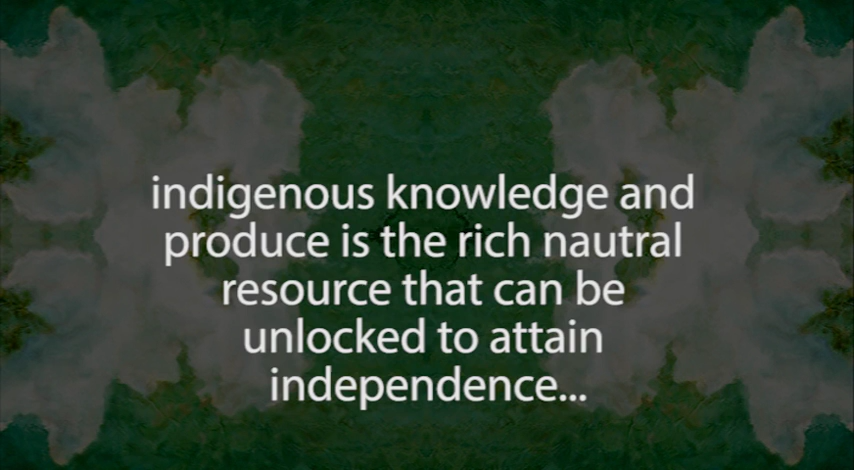 indigenous knowledge and
produce is the rich nautral
resource that can be
unlocked to attain
independence...